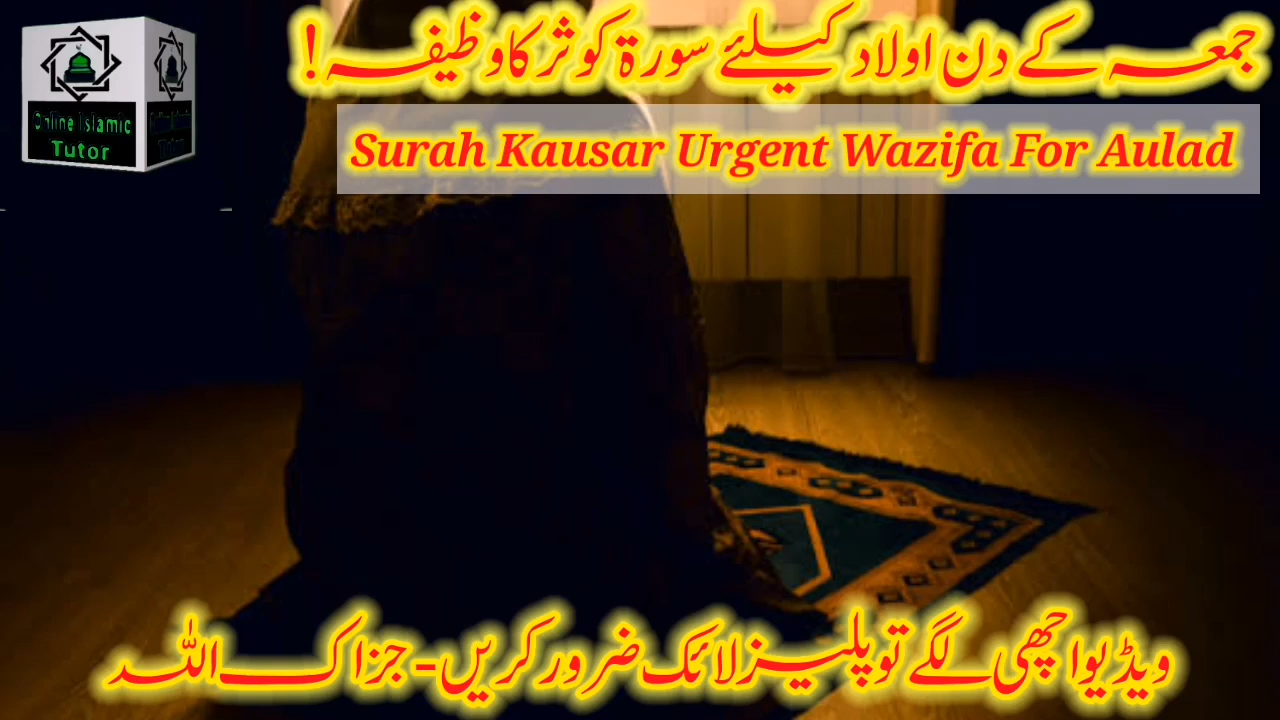 جمعہ کے دن اولاد کیلئے سورۃ کوثر کا وظیفہ!
Surah Kausar Urgent Wazifa For Aulad
Online Islamic
Tutor
ویڈیو اچھی لگے تو پلیز لائک ضرور کریں - جزاک اللہ